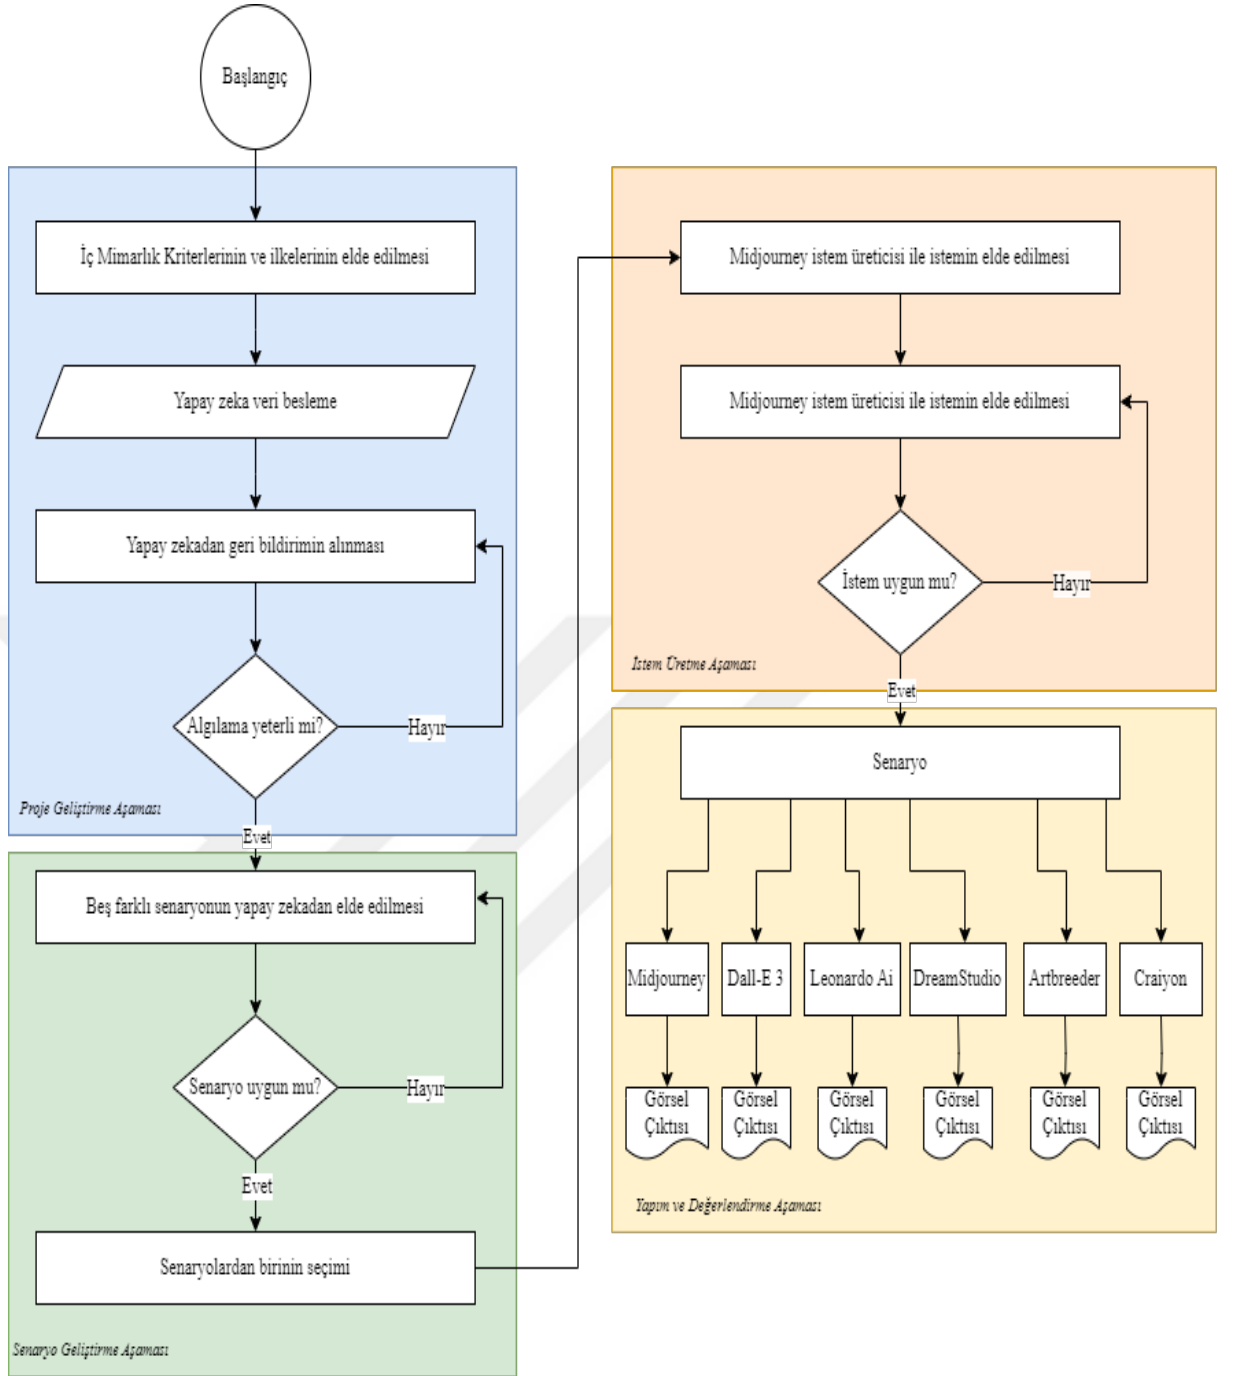 Başlangıç
İç Mimarlık Kriterlerinin ve ilkelerinin elde edilmesi
Yapay zeka veri besleme
Yapay zekadan geri bildirimin alınması
Algılama yeterli mi?
Hayır
Proje Geliştirme Aşaması
Evet
Beş farklı senaryonun yapay zekadan elde edilmesi
Senaryo uygun mu?
Hayır
Evet
Senaryolardan birinin seçimi
Senaryo Geliştirme Aşaması
Midjourney istem üreticisi ile istemin elde edilmesi
Midjourney istem üreticisi ile istemin elde edilmesi
İstem uygun mu?
Hayır
İstem Üretme Aşaması
Evet
Senaryo
Midjourney
Dall-E 3
Leonardo Ai
DreamStudio
Artbreeder
Craiyon
Görsel
Çıktısı
Görsel
Çıktısı
Görsel
Çıktısı
Görsel
Çıktısı
Görsel
Çıktısı
Görsel
Çıktısı
Yapım ve Değerlendirme Aşaması